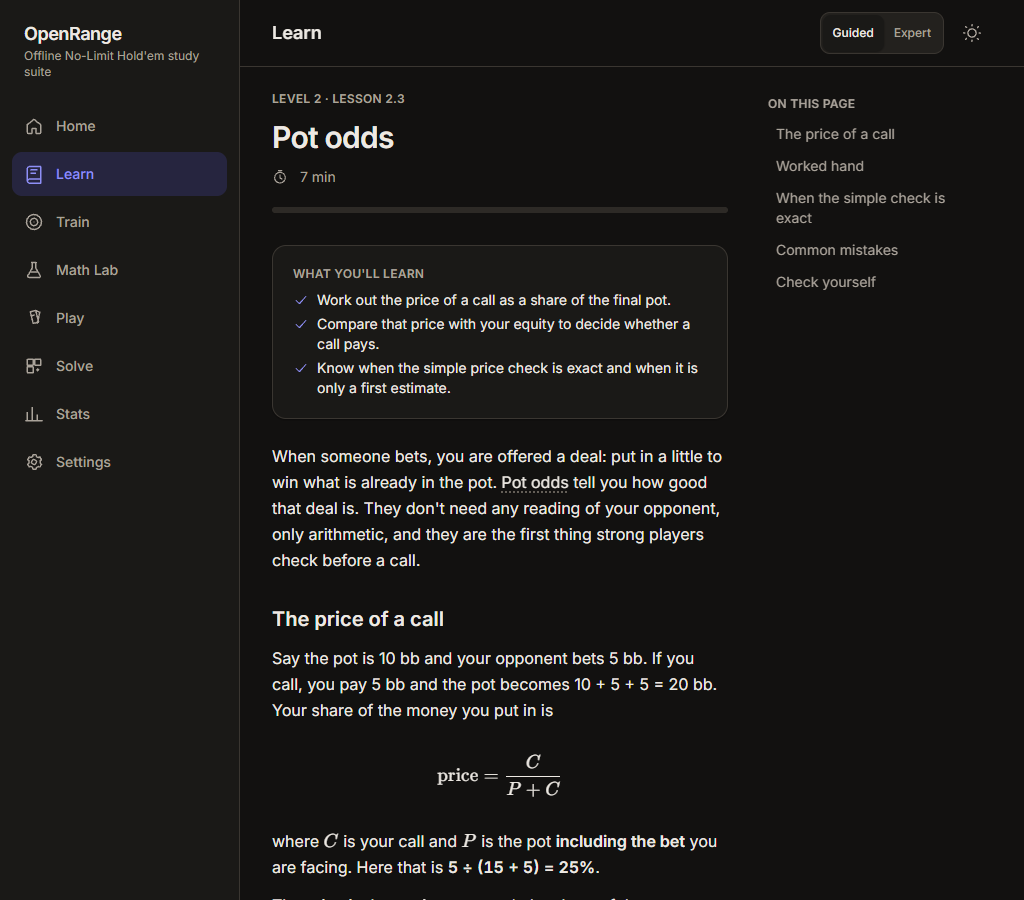 OpenRange
Offline No-Limit Hold'em study
suite
Home
Learn
Train
Math Lab
Play
Solve
Stats
Settings
Learn
Guided
Expert
LEVEL 2 · LESSON 2.3
Pot odds
7 min
WHAT YOU'LL LEARN
Work out the price of a call as a share of the final pot.
Compare that price with your equity to decide whether a
call pays.
Know when the simple price check is exact and when it is
only a first estimate.
When someone bets, you are offered a deal: put in a little to
win what is already in the pot. Pot odds tell you how good
that deal is. They don't need any reading of your opponent,
only arithmetic, and they are the first thing strong players
check before a call.
The price of a call
Say the pot is 10 bb and your opponent bets 5 bb. If you
call, you pay 5 bb and the pot becomes 10 + 5 + 5 = 20 bb.
Your share of the money you put in is
price = C / (P + C)
where C is your call and P is the pot including the bet you
are facing. Here that is 5 ÷ (15 + 5) = 25%.
ON THIS PAGE
The price of a call
Worked hand
When the simple check is
exact
Common mistakes
Check yourself